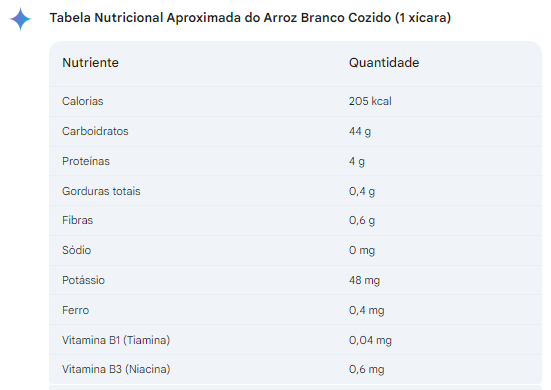 Tabela Nutricional Aproximada do Arroz Branco Cozido (1 xícara)
Nutriente Quantidade
Calorias 205 kcal
Carboidratos 44 g
Proteínas 4 g
Gorduras totais 0,4 g
Fibras 0,6 g
Sódio 0 mg
Potássio 48 mg
Ferro 0,4 mg
Vitamina B1 (Tiamina) 0,04 mg
Vitamina B3 (Niacina) 0,6 mg